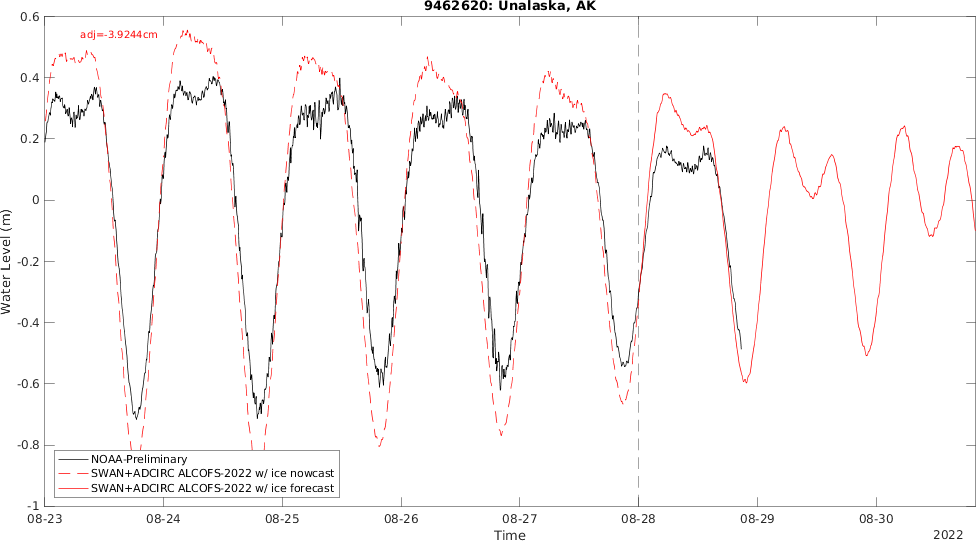 9462620: Unalaska, AK
adj=-3.9244cm
0.6
0.4
0.2
0
-0.2
-0.4
-0.6
-0.8
-1
Water Level (m)
NOAA-Preliminary
SWAN+ADCIRC ALCOFS-2022 w/ ice nowcast
SWAN+ADCIRC ALCOFS-2022 w/ ice forecast
08-23 08-24 08-25 08-26 08-27 08-28 08-29 08-30
Time
2022